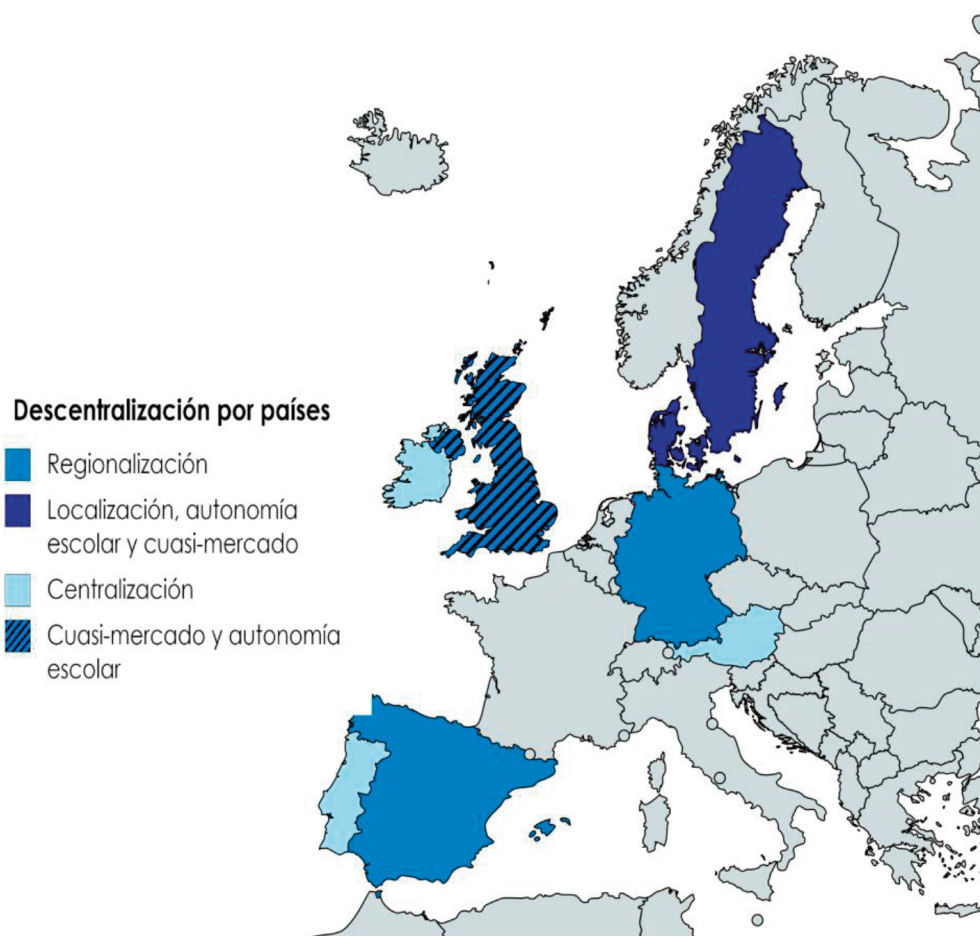 Descentralización por países
Regionalización
Localización, autonomía
escolar y cuasi-mercado
Centralización
Cuasi-mercado y autonomía
escolar